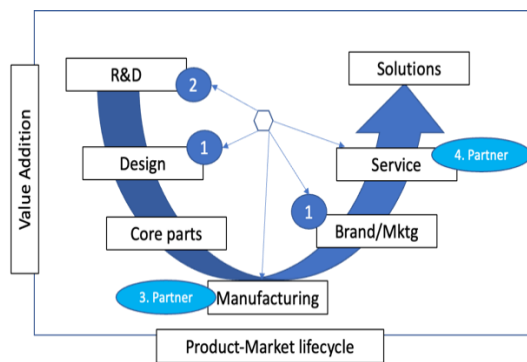 R&D
2
Solutions
Value Addition
1
Design
Service
4. Partner
1
Core parts
Brand/Mktg
3. Partner
Manufacturing
Product-Market lifecycle